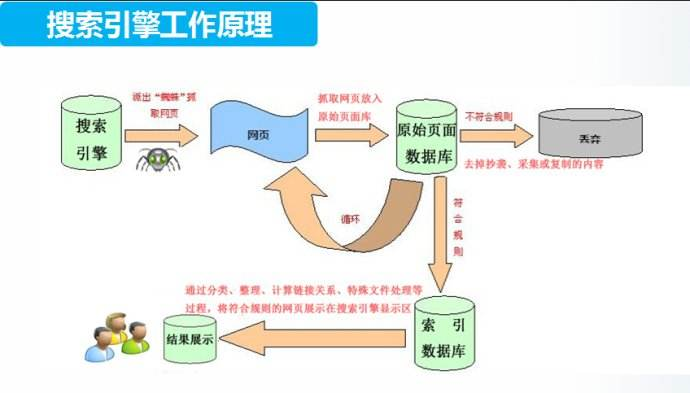 搜索引擎工作原理
派出“蜘蛛”抓
取网页
搜索
引擎
网页
抓取网页放入
原始页面库
原始页面
数据库
不符合规则
丢弃
去掉抄袭、采集或复制的内容
循环
符
合
规
则
通过分类、整理、计算链接关系、特殊文件处理等
过程,将符合规则的网页展示在搜索引擎显示区
索 引
数据库
结果展示